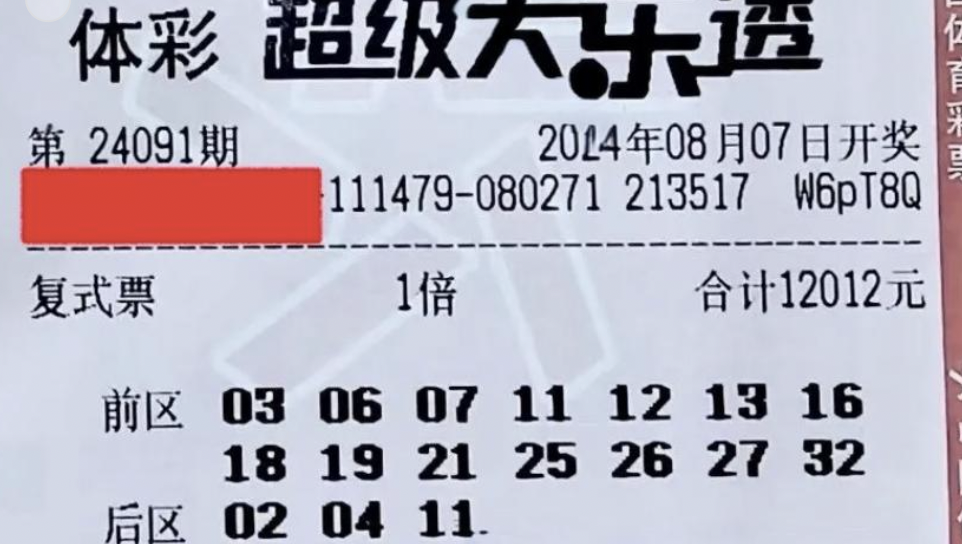 体彩 超级大乐透
第 24091期 2024年08月07日开奖
-111479-080271 213517 W6pT8Q
复式票 1倍 合计12012元
前区 03 06 07 11 12 13 16
18 19 21 25 26 27 32
后区 02 04 11
体育彩票